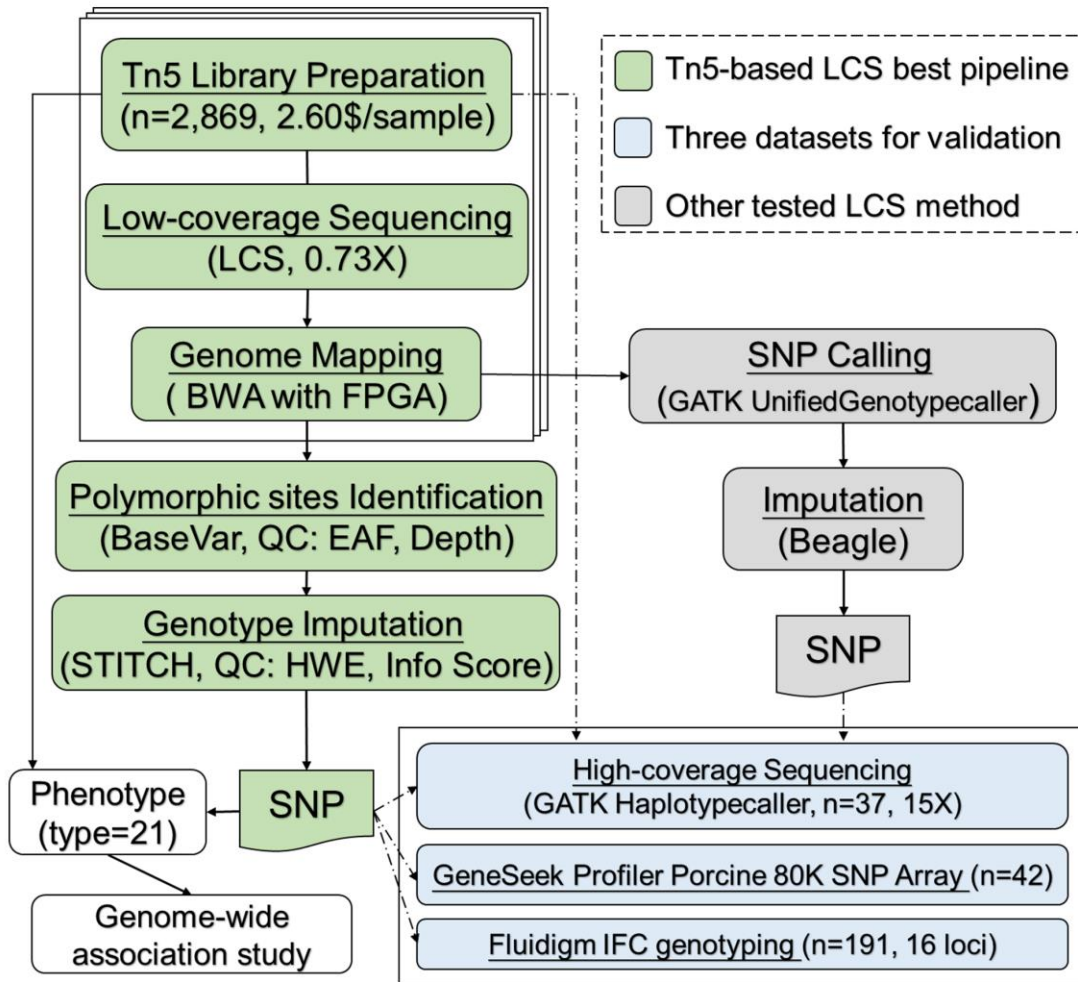 Tn5 Library Preparation
(n=2,869, 2.60$/sample)
Low-coverage Sequencing
(LCS, 0.73X)
Genome Mapping
( BWA with FPGA)
Polymorphic sites Identification
(BaseVar, QC: EAF, Depth)
Genotype Imputation
(STITCH, QC: HWE, Info Score)
SNP
Phenotype
(type=21)
Genome-wide
association study
Tn5-based LCS best pipeline
Three datasets for validation
Other tested LCS method
SNP Calling
(GATK UnifiedGenotypecaller)
Imputation
(Beagle)
SNP
High-coverage Sequencing
(GATK Haplotypecaller, n=37, 15X)
GeneSeek Profiler Porcine 80K SNP Array (n=42)
Fluidigm IFC genotyping (n=191, 16 loci)